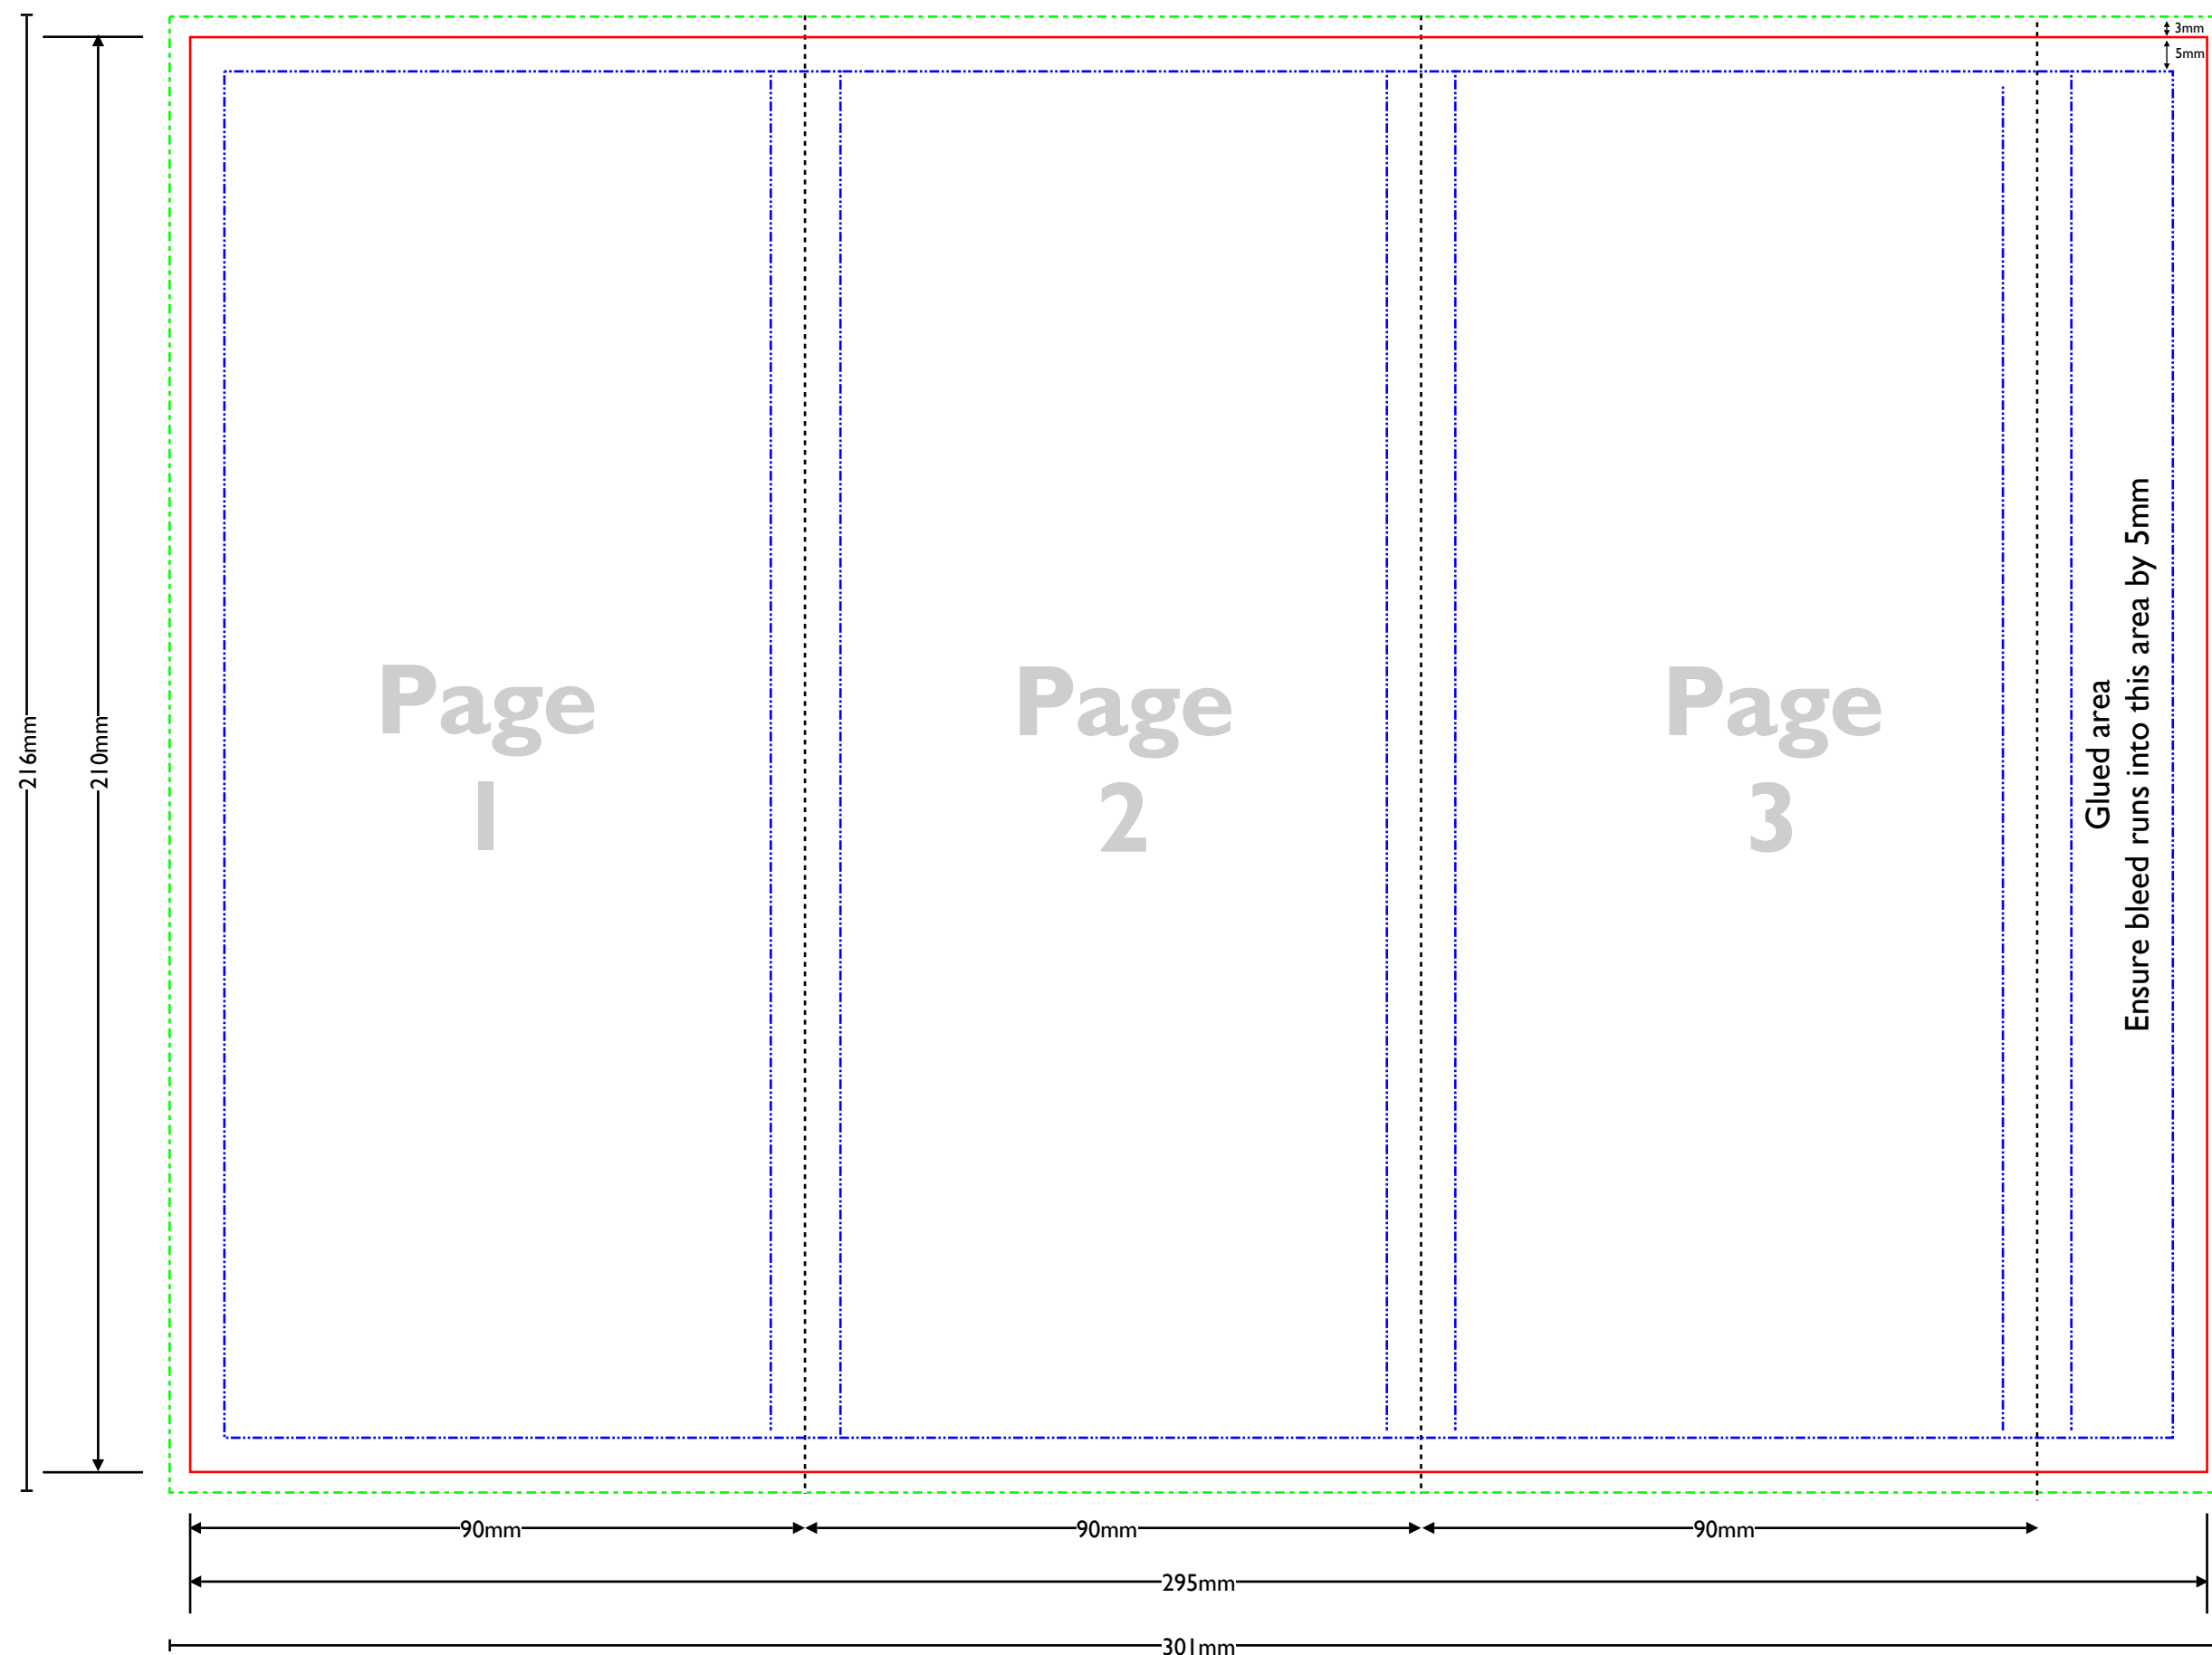 3mm
5mm
Page
1
Page
2
Page
3
Glued area
Ensure bleed runs into this area by 5mm
216mm
210mm
90mm
90mm
90mm
295mm
301mm